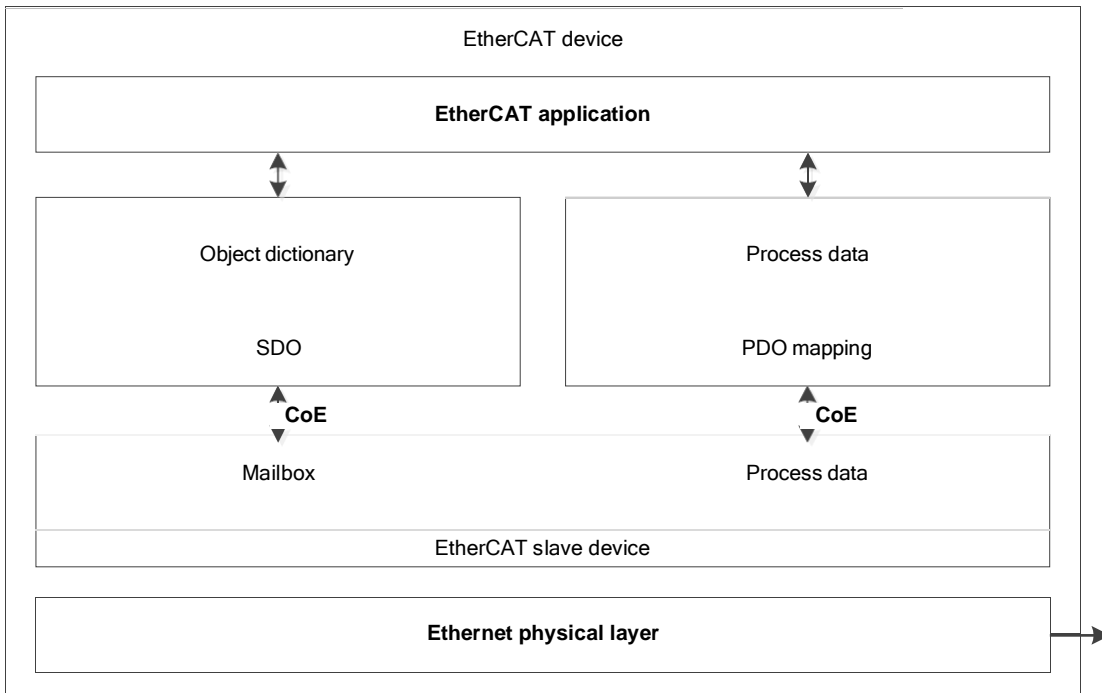 EtherCAT device
EtherCAT application
Object dictionary
SDO
Process data
PDO mapping
CoE
CoE
Mailbox
Process data
EtherCAT slave device
Ethernet physical layer